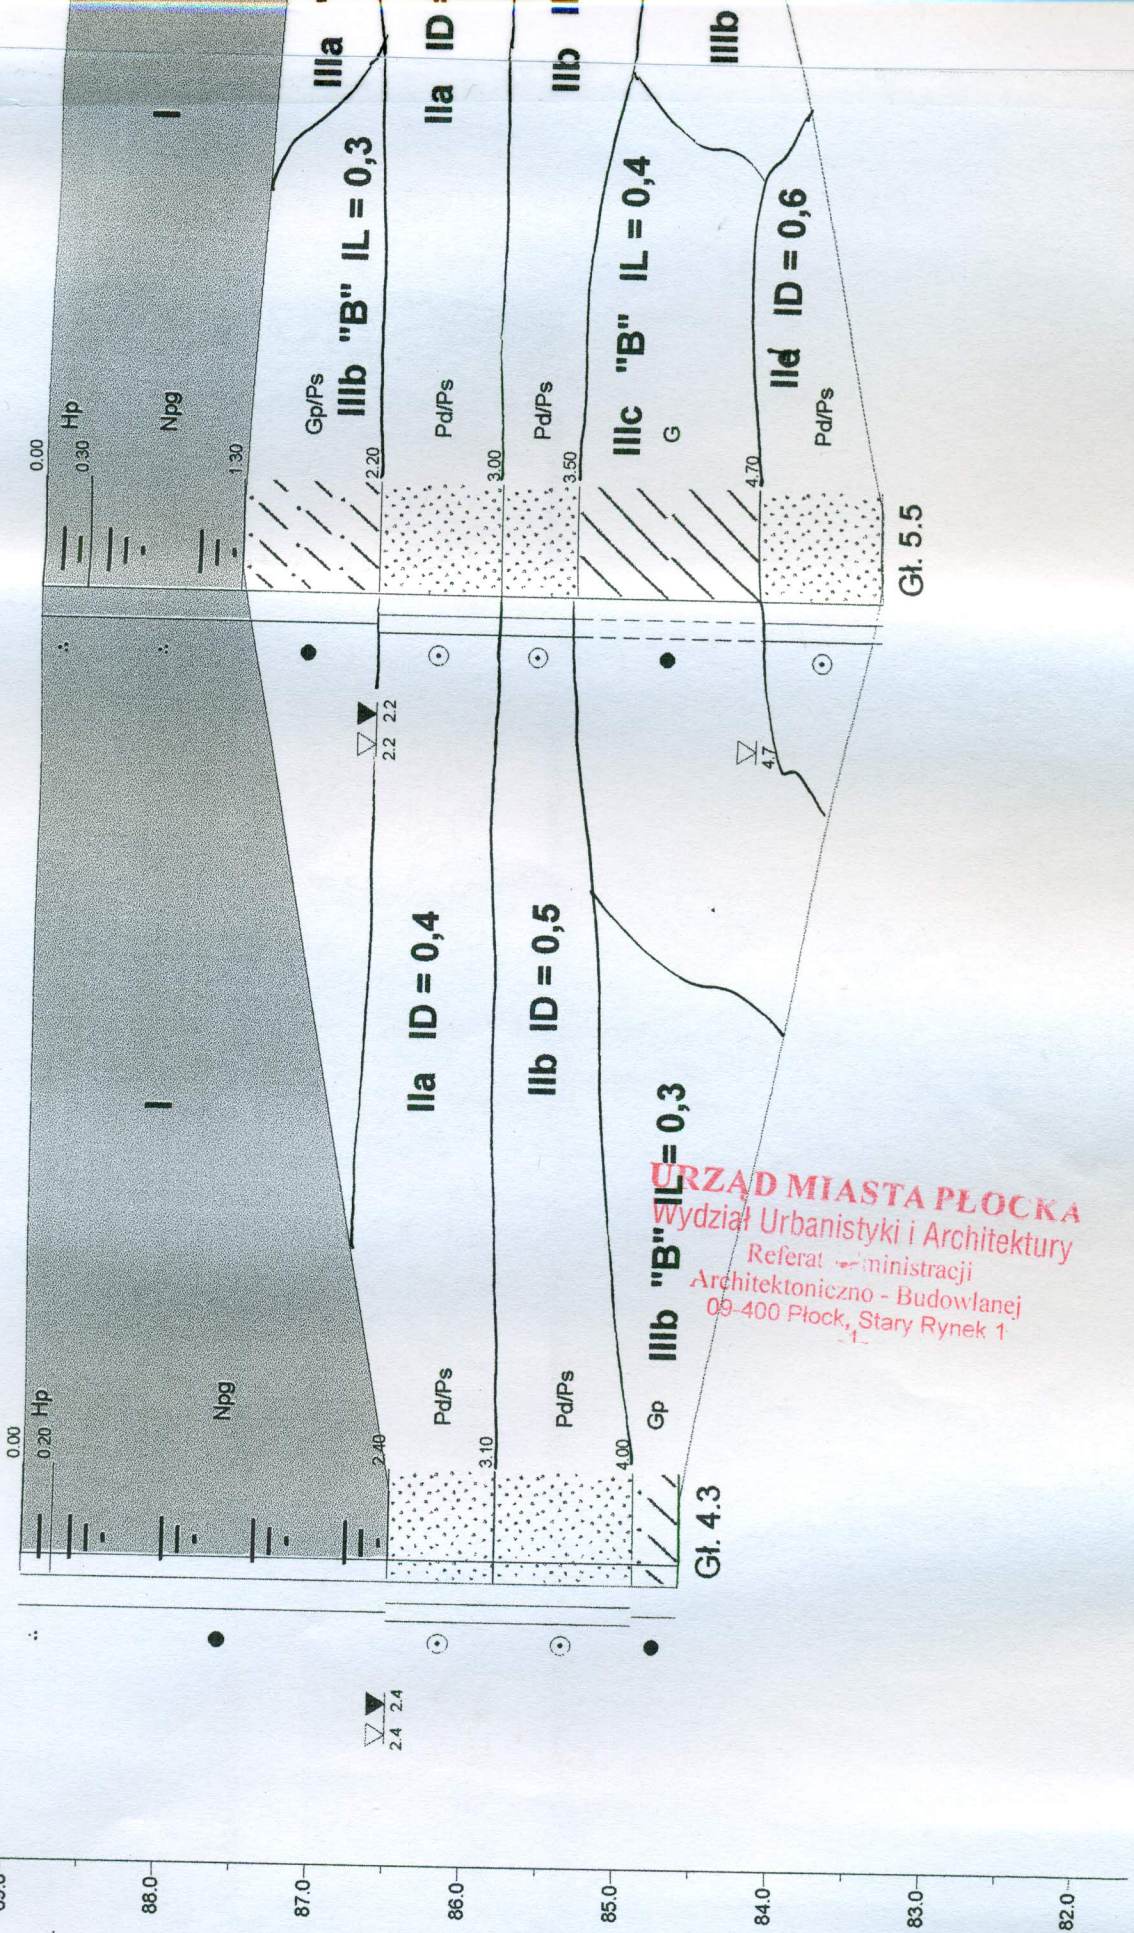 0.00
Hp
0.20
Npg
2.40
Pd/Ps
3.10
Pd/Ps
4.00
Gp
Gł. 4.3
2.4 2.4
I
IIa ID = 0,4
IIb ID = 0,5
IIIb "B" IL = 0,3
2.2 2.2
4.7
0.00
Hp
0.30
Npg
1.30
Gp/Ps
2.20
Pd/Ps
3.00
Pd/Ps
3.50
G
4.70
Pd/Ps
Gł. 5.5
I
IIIb "B" IL = 0,3
IIIc "B" IL = 0,4
ID = 0,6
IIIa
IIa ID
IIb
IIIb
88.0
87.0
86.0
85.0
84.0
83.0
82.0
URZĄD MIASTA PŁOCKA
Wydział Urbanistyki i Architektury
Referat
Architektoniczno - Budowlanej
09-400 Płock, Stary Rynek 1
-1-